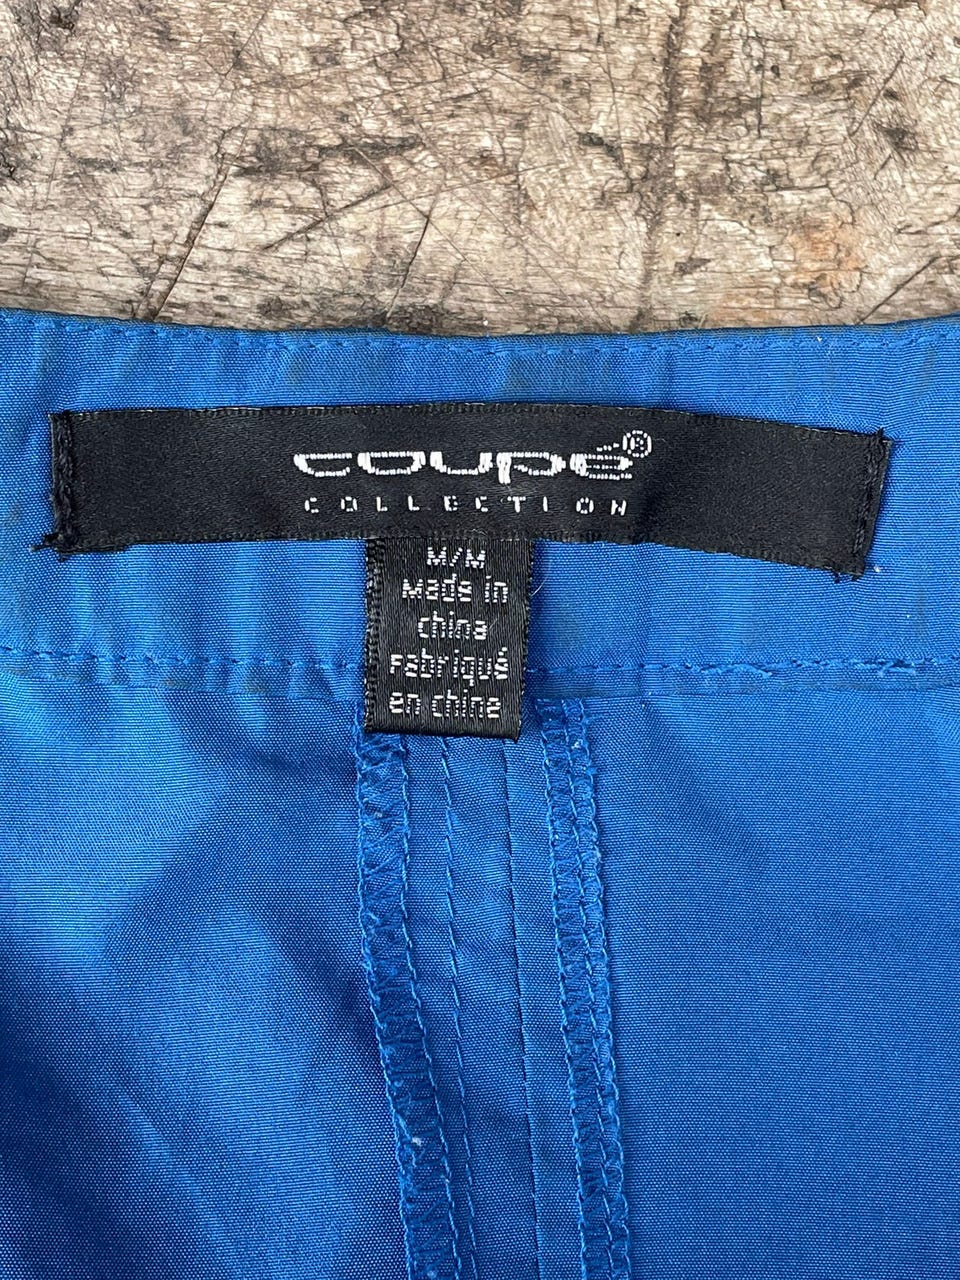 coupé®
COLLECTION
M/M
Made in
china
Fabriqué
en chine